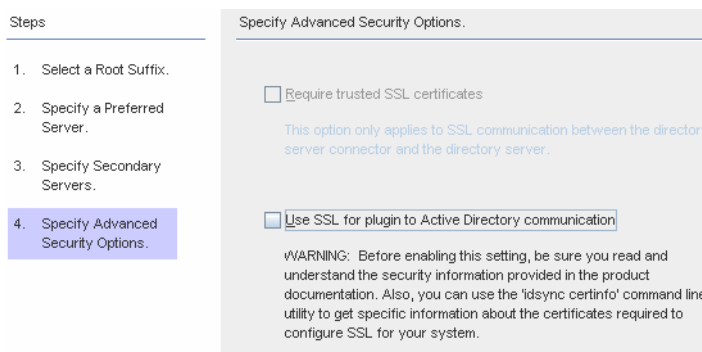 Steps
1. Select a Root Suffix.
2. Specify a Preferred
Server.
3. Specify Secondary
Servers.
4. Specify Advanced
Security Options.
Specify Advanced Security Options.
Require trusted SSL certificates
This option only applies to SSL communication between the director
server connector and the directory server.
Use SSL for plugin to Active Directory communication
WARNING: Before enabling this setting, be sure you read and
understand the security information provided in the product
documentation. Also, you can use the 'idsync certinfo' command line
utility to get specific information about the certificates required to
configure SSL for your system.